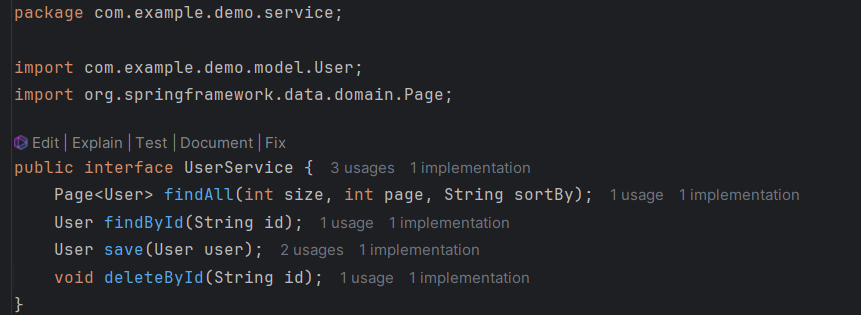 package com.example.demo.service;
import com.example.demo.model.User;
import org.springframework.data.domain.Page;
Edit | Explain | Test | Document | Fix
public interface UserService {  3 usages  1 implementation
    Page<User> findAll(int size, int page, String sortBy);  1 usage  1 implementation
    User findById(String id);  1 usage  1 implementation
    User save(User user);  2 usages  1 implementation
    void deleteById(String id);  1 usage  1 implementation
}